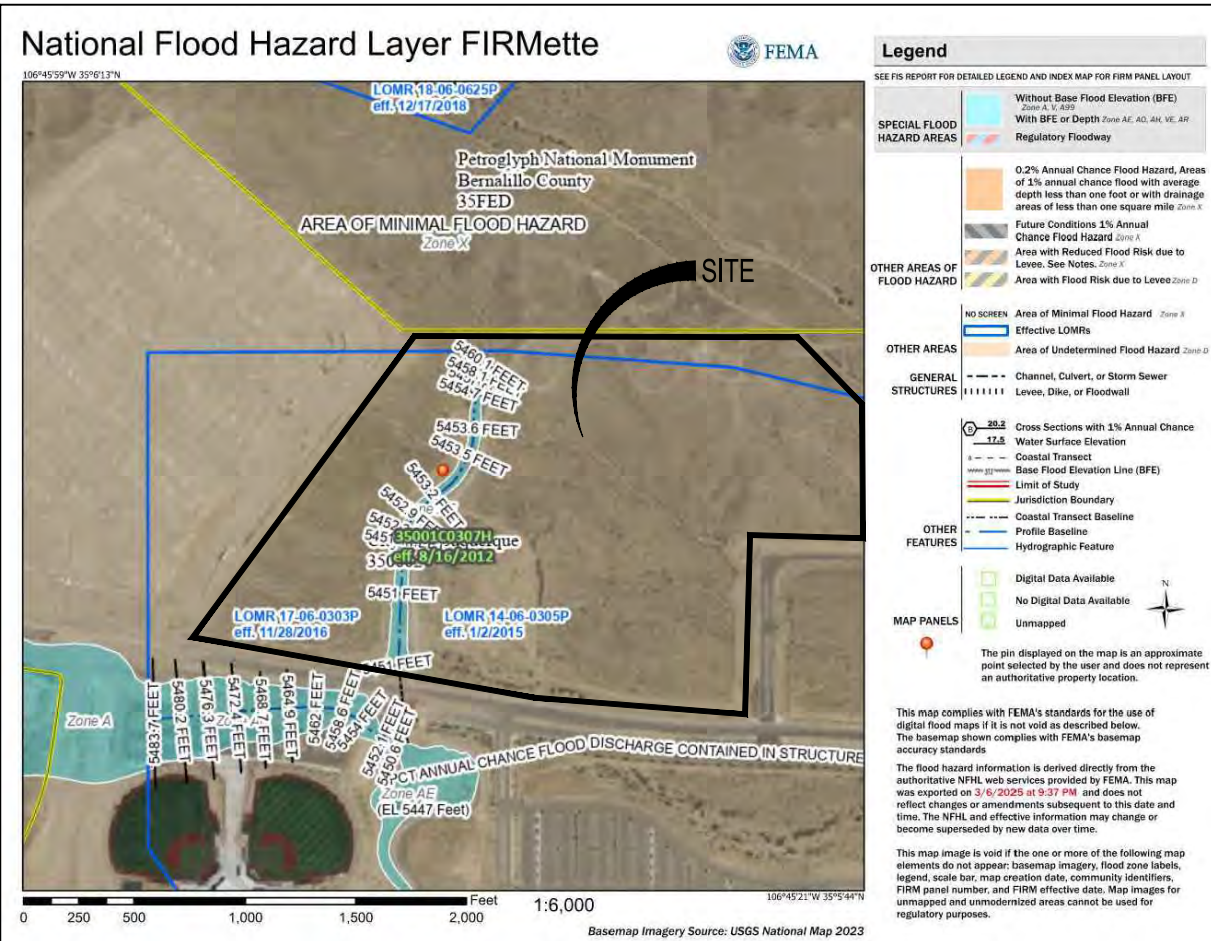 National Flood Hazard Layer FIRMette
FEMA
106°45'59"W 35°6'13"N
LOMR 18-06-0625P
eff. 12/17/2018
Petroglyph National Monument
Bernalillo County
35FED
AREA OF MINIMAL FLOOD HAZARD
Zone X
SITE
5460.1 FEET
5458.1 FEET
5454.7 FEET
5453.6 FEET
5453.5 FEET
5453.2 FEET
5452.9 FEET
35001C0307H
eff. 8/16/2012
5451 FEET
LOMR 17-06-0303P
eff. 11/28/2016
LOMR 14-06-0305P
eff. 1/2/2015
5451 FEET
Zone A
5480.2 FEET
5476.3 FEET
5472.4 FEET
5468.7 FEET
5464.9 FEET
5462 FEET
5458.6 FEET
5454 FEET
PCT ANNUAL CHANCE FLOOD DISCHARGE CONTAINED IN STRUCTURE
Zone AE
(EL 5447 Feet)
0 250 500 1,000 1,500 2,000
Feet
1:6,000
106°45'21"W 35°5'44"N
Basemap Imagery Source: USGS National Map 2023
Legend
SEE FIS REPORT FOR DETAILED LEGEND AND INDEX MAP FOR FIRM PANEL LAYOUT
SPECIAL FLOOD
HAZARD AREAS
Without Base Flood Elevation (BFE)
Zone A, V, A99
With BFE or Depth Zone AE, AO, AH, VE, AR
Regulatory Floodway
0.2% Annual Chance Flood Hazard, Areas
of 1% annual chance flood with average
depth less than one foot or with drainage
areas of less than one square mile Zone X
Future Conditions 1% Annual
Chance Flood Hazard Zone X
Area with Reduced Flood Risk due to
Levee. See Notes. Zone X
Area with Flood Risk due to Levee Zone D
OTHER AREAS OF
FLOOD HAZARD
NO SCREEN Area of Minimal Flood Hazard Zone X
Effective LOMRs
Area of Undetermined Flood Hazard Zone D
OTHER AREAS
GENERAL
STRUCTURES
Channel, Culvert, or Storm Sewer
Levee, Dike, or Floodwall
B 20.2 Cross Sections with 1% Annual Chance
17.5 Water Surface Elevation
Coastal Transect
Base Flood Elevation Line (BFE)
Limit of Study
Jurisdiction Boundary
Coastal Transect Baseline
Profile Baseline
Hydrographic Feature
OTHER
FEATURES
Digital Data Available
No Digital Data Available
Unmapped
MAP PANELS
N
The pin displayed on the map is an approximate
point selected by the user and does not represent
an authoritative property location.
This map complies with FEMA's standards for the use of
digital flood maps if it is not void as described below.
The basemap shown complies with FEMA's basemap
accuracy standards
The flood hazard information is derived directly from the
authoritative NFHL web services provided by FEMA. This map
was exported on 3/6/2025 at 9:37 PM and does not
reflect changes or amendments subsequent to this date and
time. The NFHL and effective information may change or
become superseded by new data over time.
This map image is void if the one or more of the following map
elements do not appear: basemap imagery, flood zone labels,
legend, scale bar, map creation date, community identifiers,
FIRM panel number, and FIRM effective date. Map images for
unmapped and unmodernized areas cannot be used for
regulatory purposes.